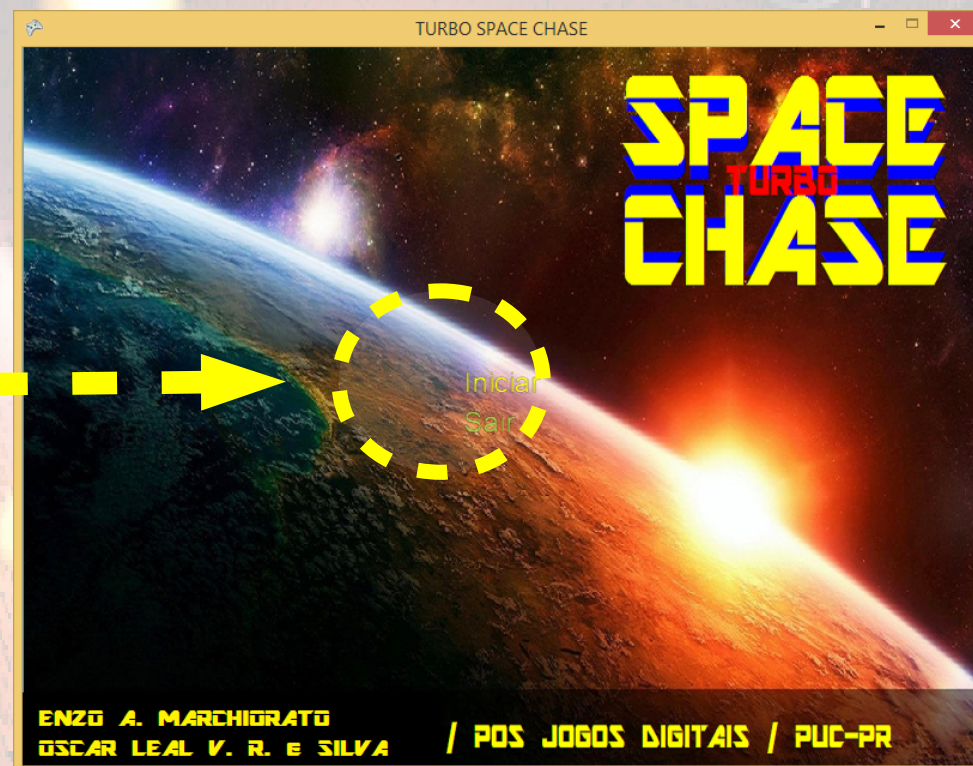 TURBO SPACE CHASE
SPACE
TURBO
CHASE
Iniciar
Sair
ENZO A. MARCHIORATO
OSCAR LEAL V. R. e SILVA
/ POS JOGOS DIGITAIS / PUC-PR